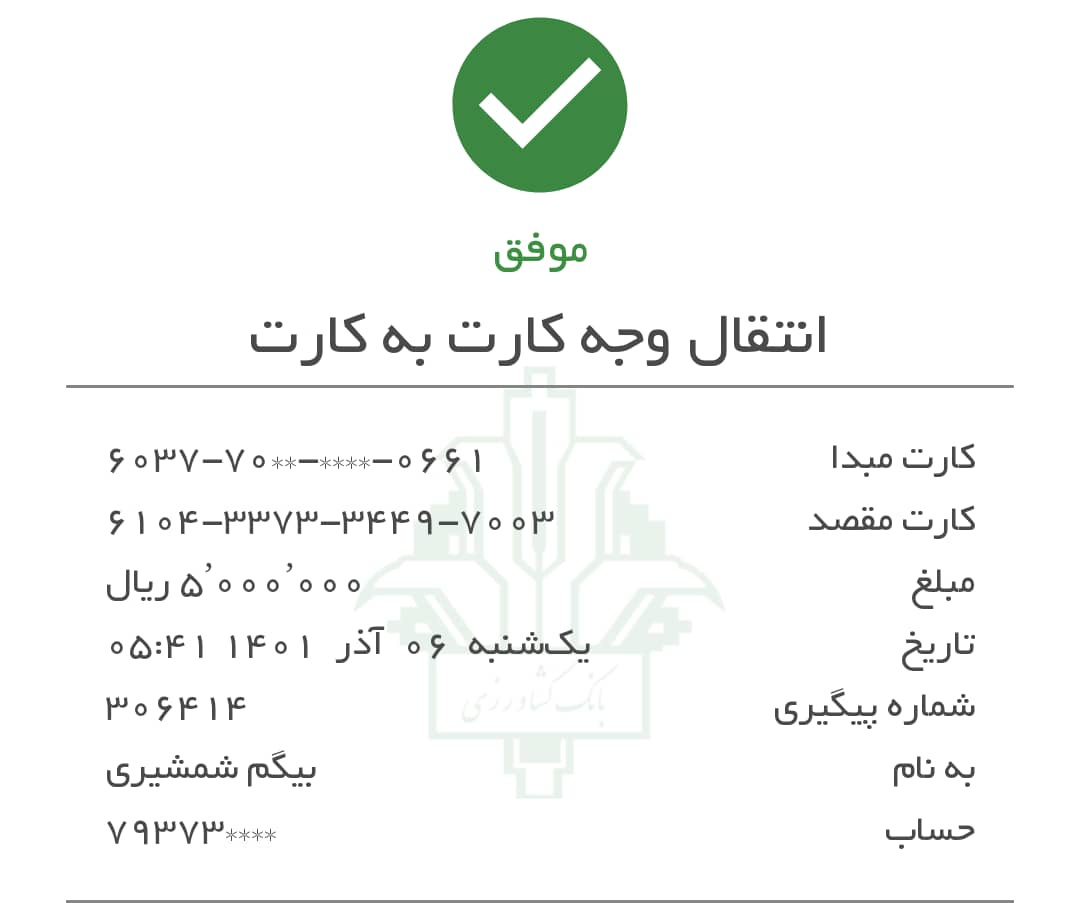 موفق
انتقال وجه کارت به کارت
کارت مبدا ۶۰۳۷-۷۰**-****-۰۶۶۱
کارت مقصد ۶۱۰۴-۳۳۷۳-۳۴۴۹-۷۰۰۳
مبلغ ۵٬۰۰۰٬۰۰۰ ریال
تاریخ یک‌شنبه ۰۶ آذر ۱۴۰۱ ۰۵:۴۱
شماره پیگیری ۳۰۶۴۱۴
به نام بیگم شمشیری
حساب ۷۹۳۷۳****
بانک کشاورزی